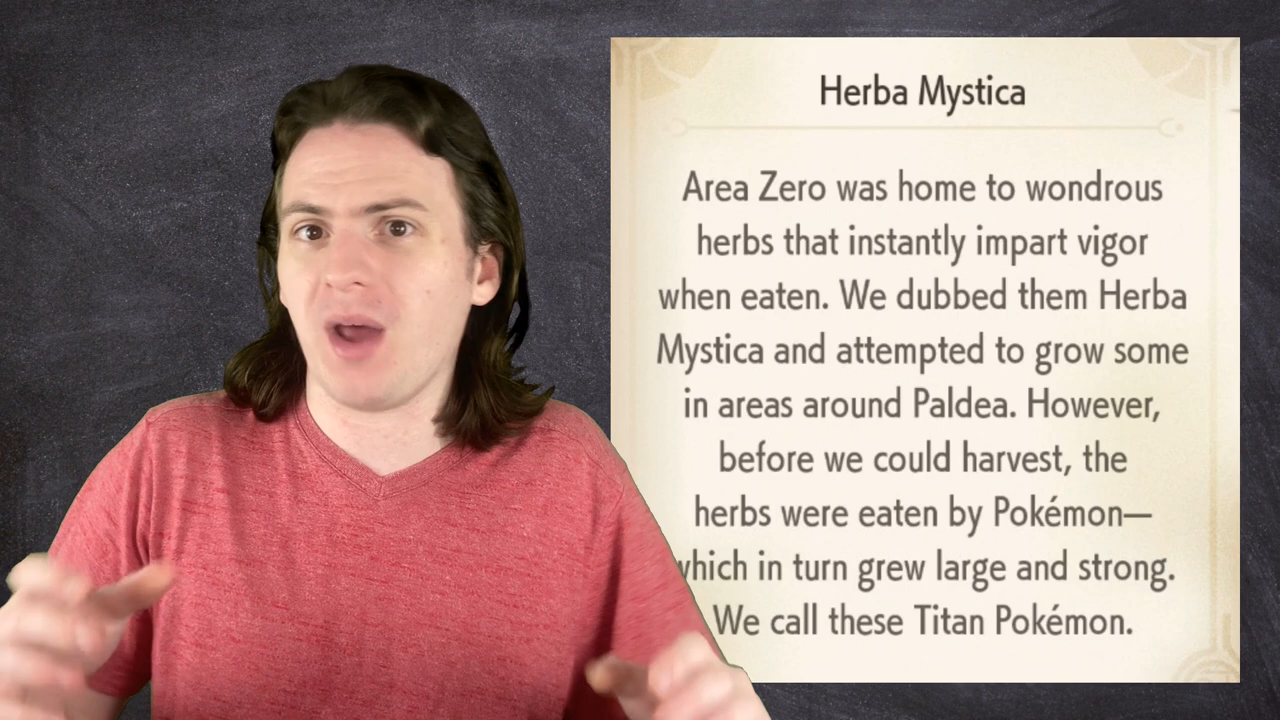 Herba Mystica
Area Zero was home to wondrous
herbs that instantly impart vigor
when eaten. We dubbed them Herba
Mystica and attempted to grow some
in areas around Paldea. However,
before we could harvest, the
herbs were eaten by Pokémon—
which in turn grew large and strong.
We call these Titan Pokémon.